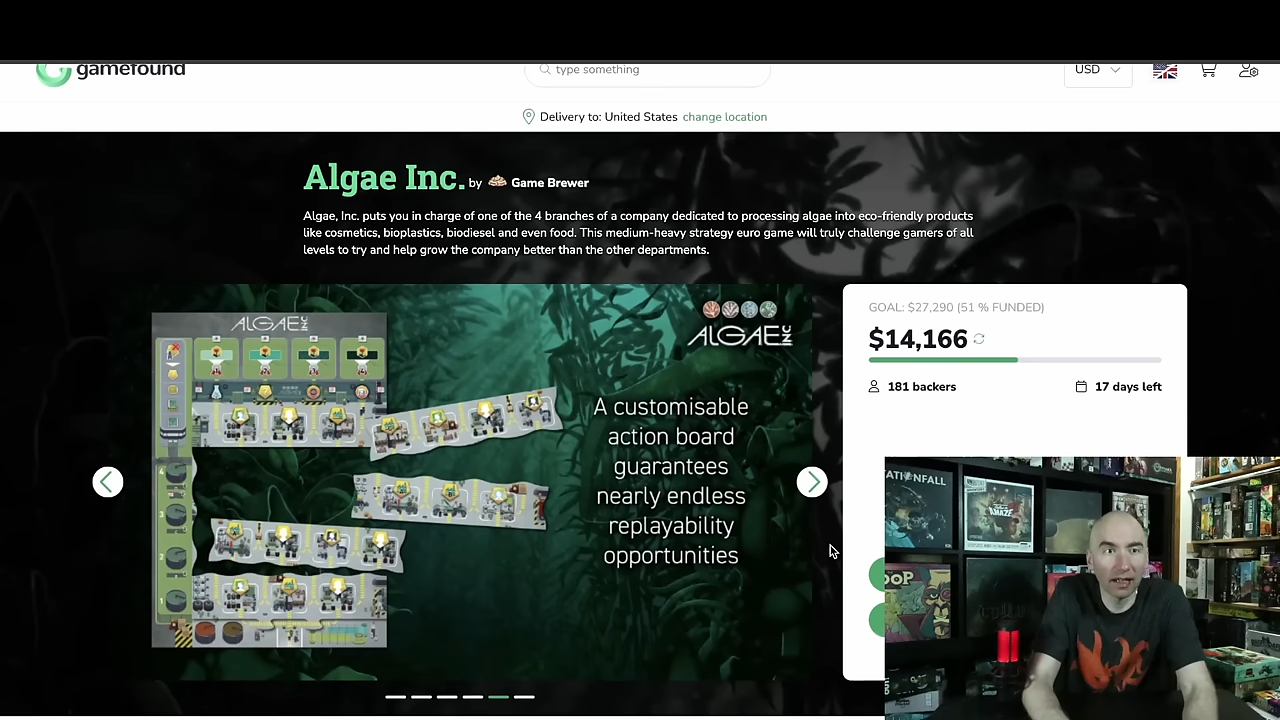 gamefound
type something
USD
Delivery to: United States change location
Algae Inc. by Game Brewer
Algae, Inc. puts you in charge of one of the 4 branches of a company dedicated to processing algae into eco-friendly products
like cosmetics, bioplastics, biodiesel and even food. This medium-heavy strategy euro game will truly challenge gamers of all
levels to try and help grow the company better than the other departments.
ALGAE INC
4
3
2
1
ALGAE INC
A customisable
action board
guarantees
nearly endless
replayability
opportunities
GOAL: $27,290 (51 % FUNDED)
$14,166
181 backers
17 days left